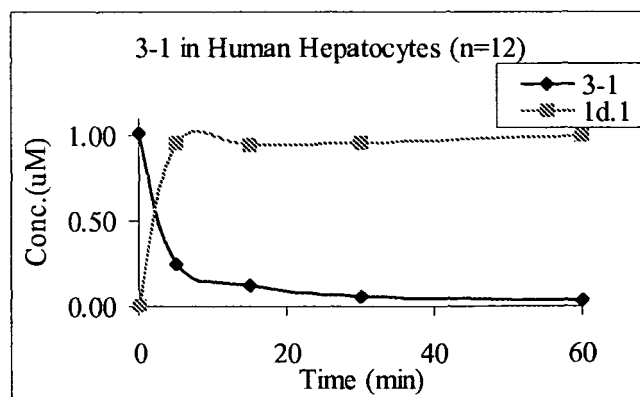 3-1 in Human Hepatocytes (n=12)
3-1
1d.1
Conc.(uM)
1.00
0.50
0.00
0
20
40
60
Time (min)